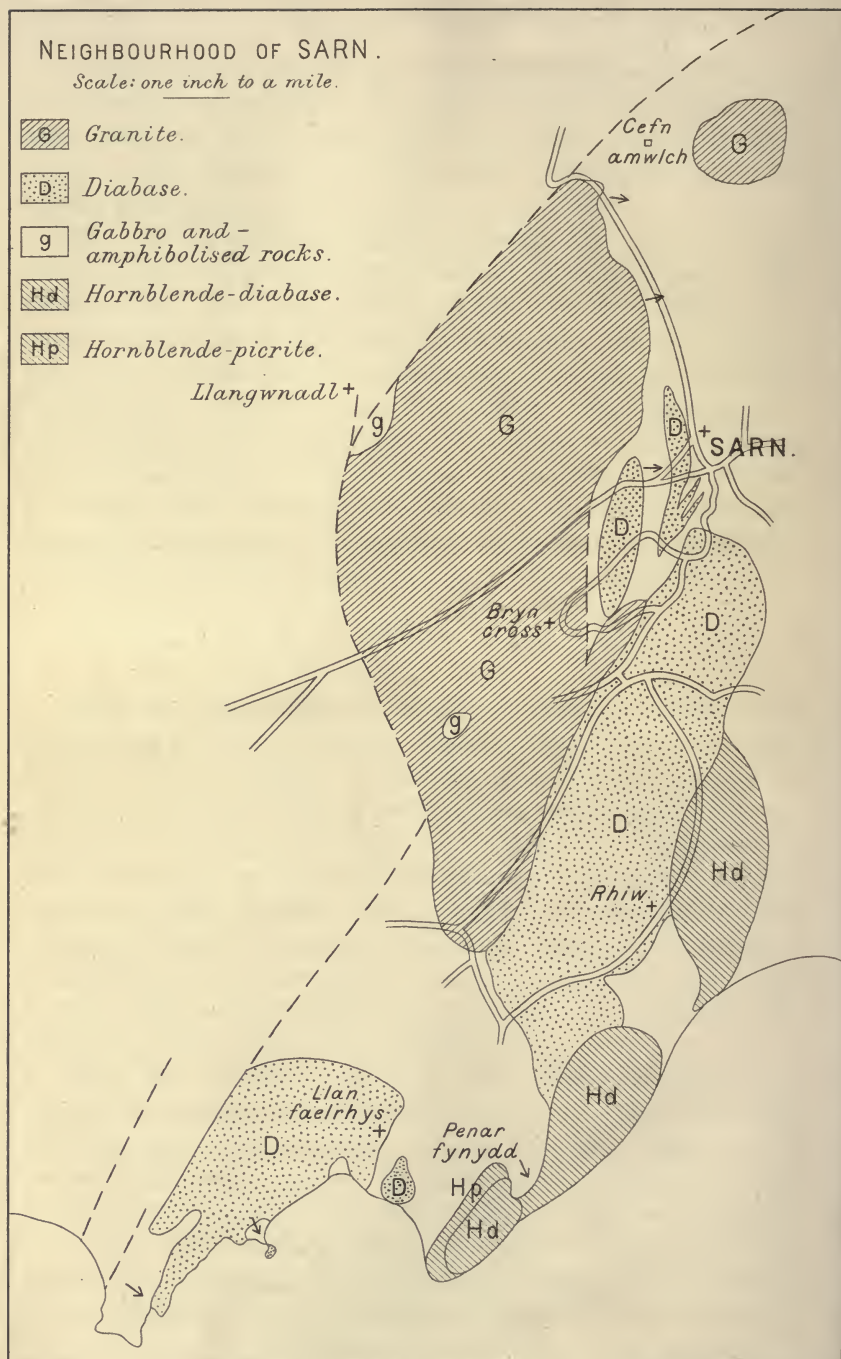 NEIGHBOURHOOD OF SARN.
Scale: one inch to a mile.
G Granite.
D Diabase.
g Gabbro and-
amphibolised rocks.
Hd Hornblende-diabase.
Hp Hornblende-picrite.
Cefn
amwlch
G
Llangwnadl
g
G
D
SARN.
D
Bryn
cross
D
G
g
D
Rhiw
Hd
Llan
faelrhys
D
D
Penar
fynydd
Hd
Hp
Hd